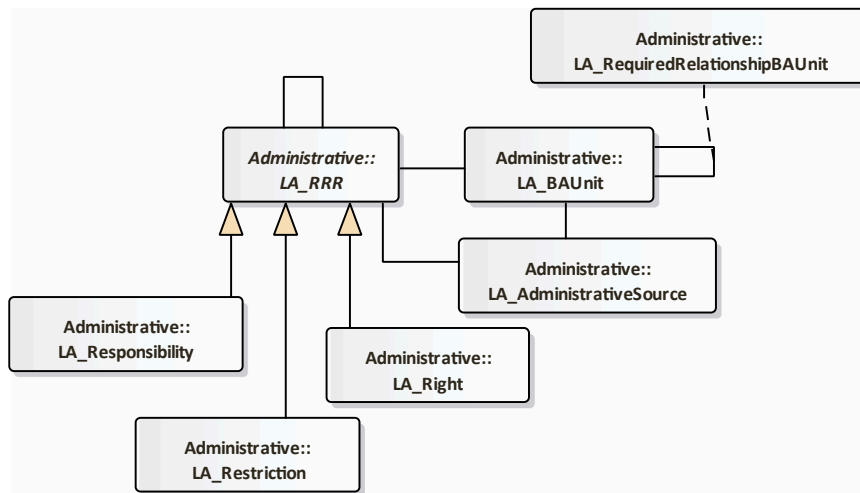 Administrative::
LA_RequiredRelationshipBAUnit
Administrative::
LA_RRR
Administrative::
LA_BAUnit
Administrative::
LA_AdministrativeSource
Administrative::
LA_Responsibility
Administrative::
LA_Right
Administrative::
LA_Restriction